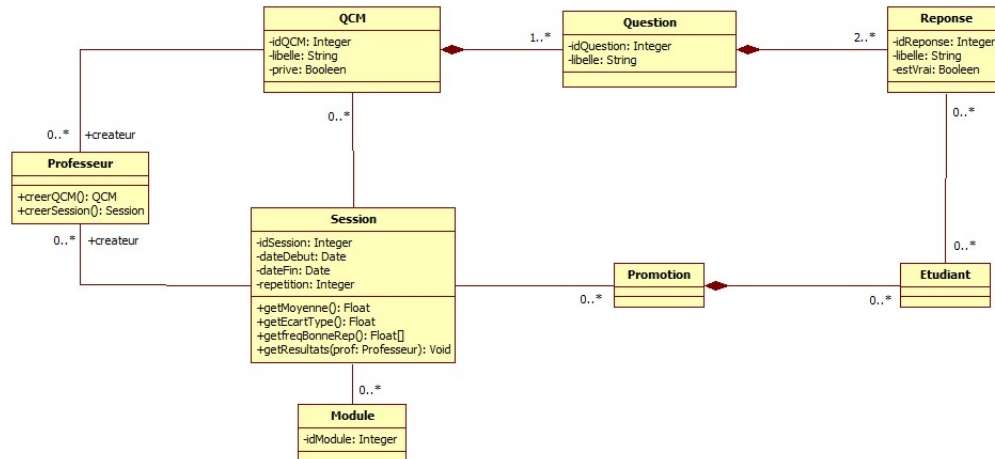 QCM
-idQCM: Integer
-libelle: String
-prive: Booleen
1..*
Question
-idQuestion: Integer
-libelle: String
2..*
Reponse
-idReponse: Integer
-libelle: String
-estVrai: Booleen
0..*
0..*
0..* +createur
Professeur
+creerQCM(): QCM
+creerSession(): Session
0..* +createur
Session
-idSession: Integer
-dateDebut: Date
-dateFin: Date
-repetition: Integer
+getMoyenne(): Float
+getEcartType(): Float
+getfreqBonneRep(): Float[]
+getResultats(prof: Professeur): Void
Promotion
0..*
0..*
Etudiant
0..*
0..*
Module
-idModule: Integer